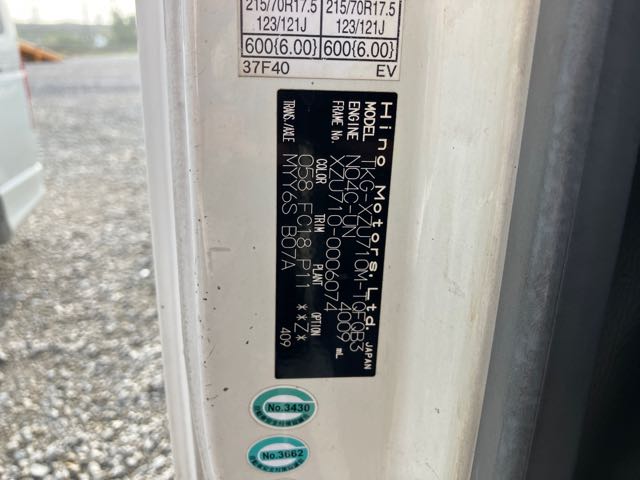 215/70R17.5 215/70R17.5
123/121J 123/121J
600{6.00} 600{6.00}
37F40 EV
Hino Motors, Ltd. JAPAN
MODEL TKG-XZU710M-TQFQB3
ENGINE N04C-UN 4009 mL
FRAME No. XZU710-0006074
COLOR TRIM PLANT OPTION
058 FC18 P11 **Z*
TRANS./AXLE MYY6S B07A 409
No.3430
No.3662